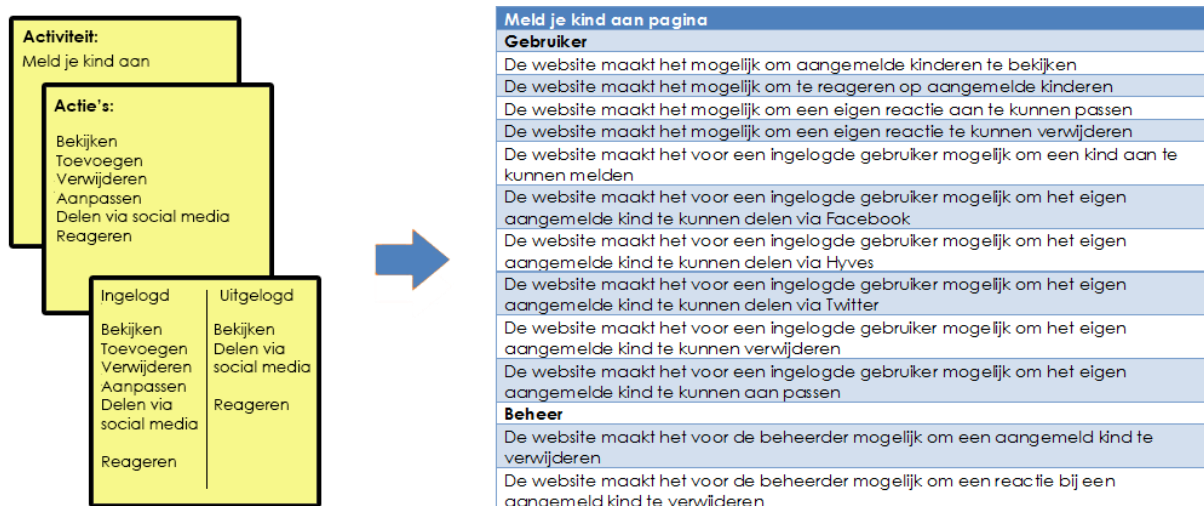 Activiteit:
Meld je kind aan
Actie's:
Bekijken
Toevoegen
Verwijderen
Aanpassen
Delen via social media
Reageren
Ingelogd
Bekijken
Toevoegen
Verwijderen
Aanpassen
Delen via
social media
Reageren
Uitgelogd
Bekijken
Delen via
social media
Reageren
Meld je kind aan pagina
Gebruiker
De website maakt het mogelijk om aangemelde kinderen te bekijken
De website maakt het mogelijk om te reageren op aangemelde kinderen
De website maakt het mogelijk om een eigen reactie aan te kunnen passen
De website maakt het mogelijk om een eigen reactie te kunnen verwijderen
De website maakt het voor een ingelogde gebruiker mogelijk om een kind aan te
kunnen melden
De website maakt het voor een ingelogde gebruiker mogelijk om het eigen
aangemelde kind te kunnen delen via Facebook
De website maakt het voor een ingelogde gebruiker mogelijk om het eigen
aangemelde kind te kunnen delen via Hyves
De website maakt het voor een ingelogde gebruiker mogelijk om het eigen
aangemelde kind te kunnen delen via Twitter
De website maakt het voor een ingelogde gebruiker mogelijk om het eigen
aangemelde kind te kunnen verwijderen
De website maakt het voor een ingelogde gebruiker mogelijk om het eigen
aangemelde kind te kunnen aan passen
Beheer
De website maakt het voor de beheerder mogelijk om een aangemeld kind te
verwijderen
De website maakt het voor de beheerder mogelijk om een reactie bij een
aangemeld kind te verwijderen